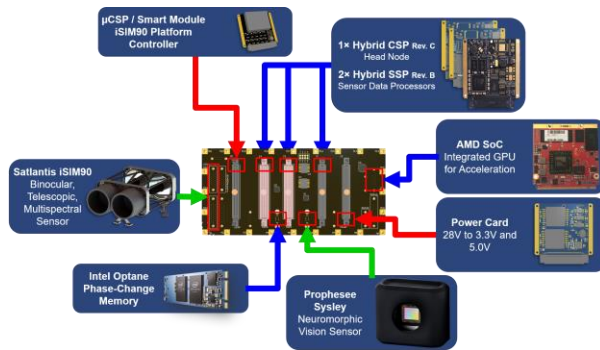 µCSP / Smart Module
iSIM90 Platform
Controller
1× Hybrid CSP Rev. C
Head Node
2× Hybrid SSP Rev. B
Sensor Data Processors
AMD SoC
Integrated GPU
for Acceleration
Satlantis iSIM90
Binocular,
Telescopic,
Multispectral
Sensor
Power Card
28V to 3.3V and
5.0V
Intel Optane
Phase-Change
Memory
Prophesee
Sysley
Neuromorphic
Vision Sensor